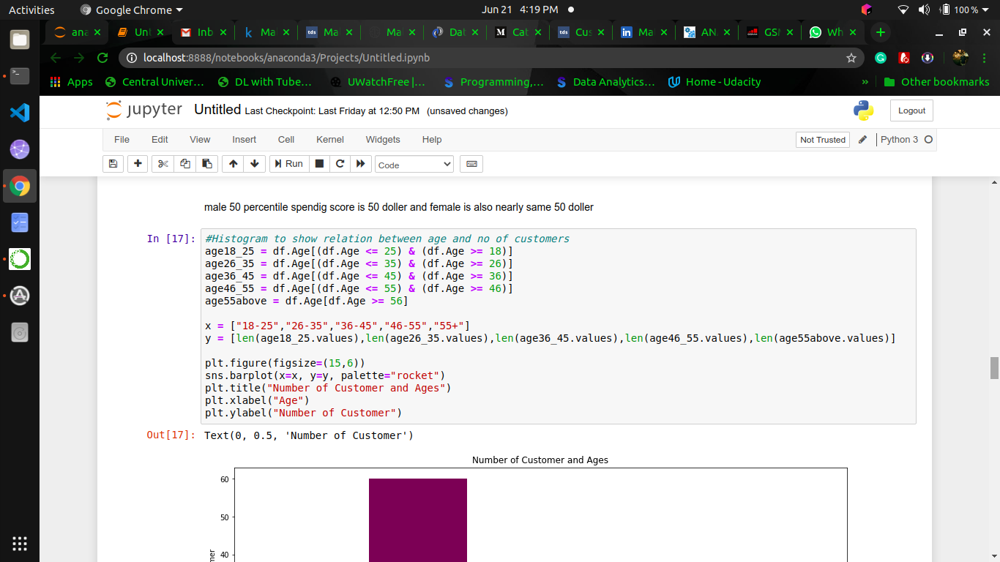 Activities Google Chrome Jun 21 4:19 PM 100 %
ana Unt Inb Ma Ma Ma Dat Cat Cus Ma AN. GSM Wh
localhost:8888/notebooks/anaconda3/Projects/Untitled.ipynb
Apps Central Univer... DL with Tube... UWatchFree |... Programming,... Data Analytics... Home - Udacity » Other bookmarks
jupyter Untitled Last Checkpoint: Last Friday at 12:50 PM (unsaved changes) Logout
File Edit View Insert Cell Kernel Widgets Help Not Trusted Python 3
Run Code
male 50 percentile spendig score is 50 doller and female is also nearly same 50 doller
In [17]: #Histogram to show relation between age and no of customers
age18_25 = df.Age[(df.Age <= 25) & (df.Age >= 18)]
age26_35 = df.Age[(df.Age <= 35) & (df.Age >= 26)]
age36_45 = df.Age[(df.Age <= 45) & (df.Age >= 36)]
age46_55 = df.Age[(df.Age <= 55) & (df.Age >= 46)]
age55above = df.Age[df.Age >= 56]
x = ["18-25","26-35","36-45","46-55","55+"]
y = [len(age18_25.values),len(age26_35.values),len(age36_45.values),len(age46_55.values),len(age55above.values)]
plt.figure(figsize=(15,6))
sns.barplot(x=x, y=y, palette="rocket")
plt.title("Number of Customer and Ages")
plt.xlabel("Age")
plt.ylabel("Number of Customer")
Out[17]: Text(0, 0.5, 'Number of Customer')
Number of Customer and Ages
60
50
40